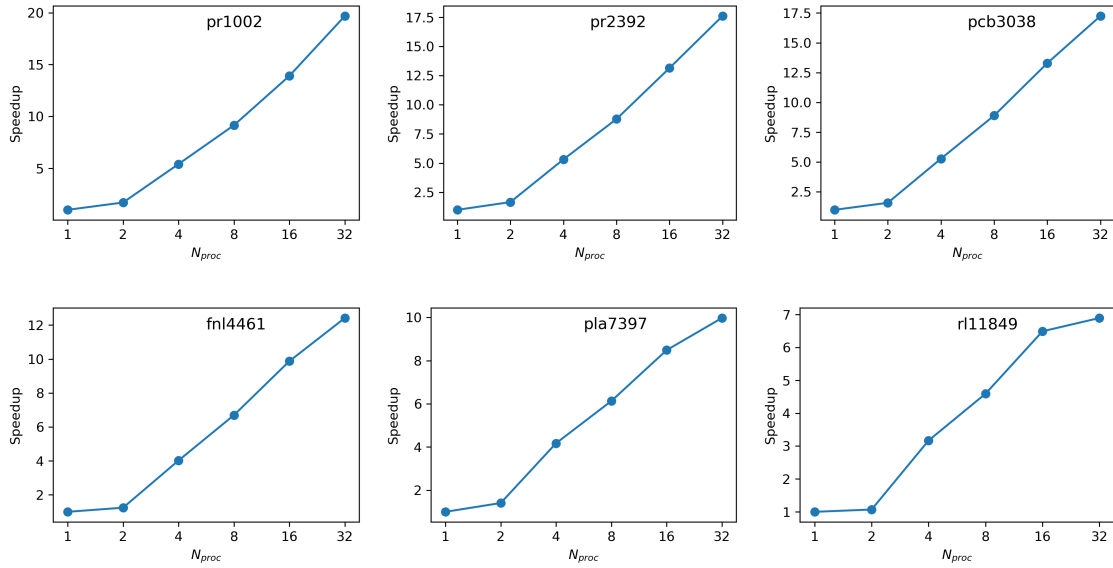 pr1002
20
15
10
5
Speedup
1 2 4 8 16 32
N_proc
pr2392
17.5
15.0
12.5
10.0
7.5
5.0
2.5
Speedup
1 2 4 8 16 32
N_proc
pcb3038
17.5
15.0
12.5
10.0
7.5
5.0
2.5
Speedup
1 2 4 8 16 32
N_proc
fnl4461
12
10
8
6
4
2
Speedup
1 2 4 8 16 32
N_proc
pla7397
10
8
6
4
2
Speedup
1 2 4 8 16 32
N_proc
rl11849
7
6
5
4
3
2
1
Speedup
1 2 4 8 16 32
N_proc